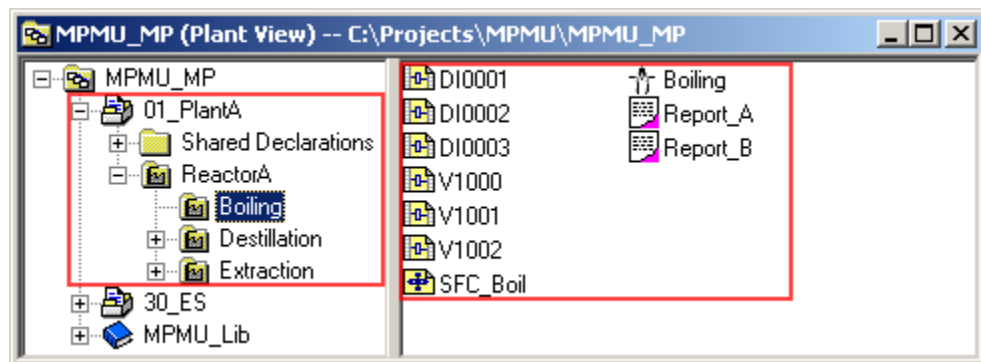 MPMU_MP (Plant View) -- C:\Projects\MPMU\MPMU_MP
MPMU_MP
01_PlantA
Shared Declarations
ReactorA
Boiling
Destillation
Extraction
30_ES
MPMU_Lib
DI0001
DI0002
DI0003
V1000
V1001
V1002
SFC_Boil
Boiling
Report_A
Report_B